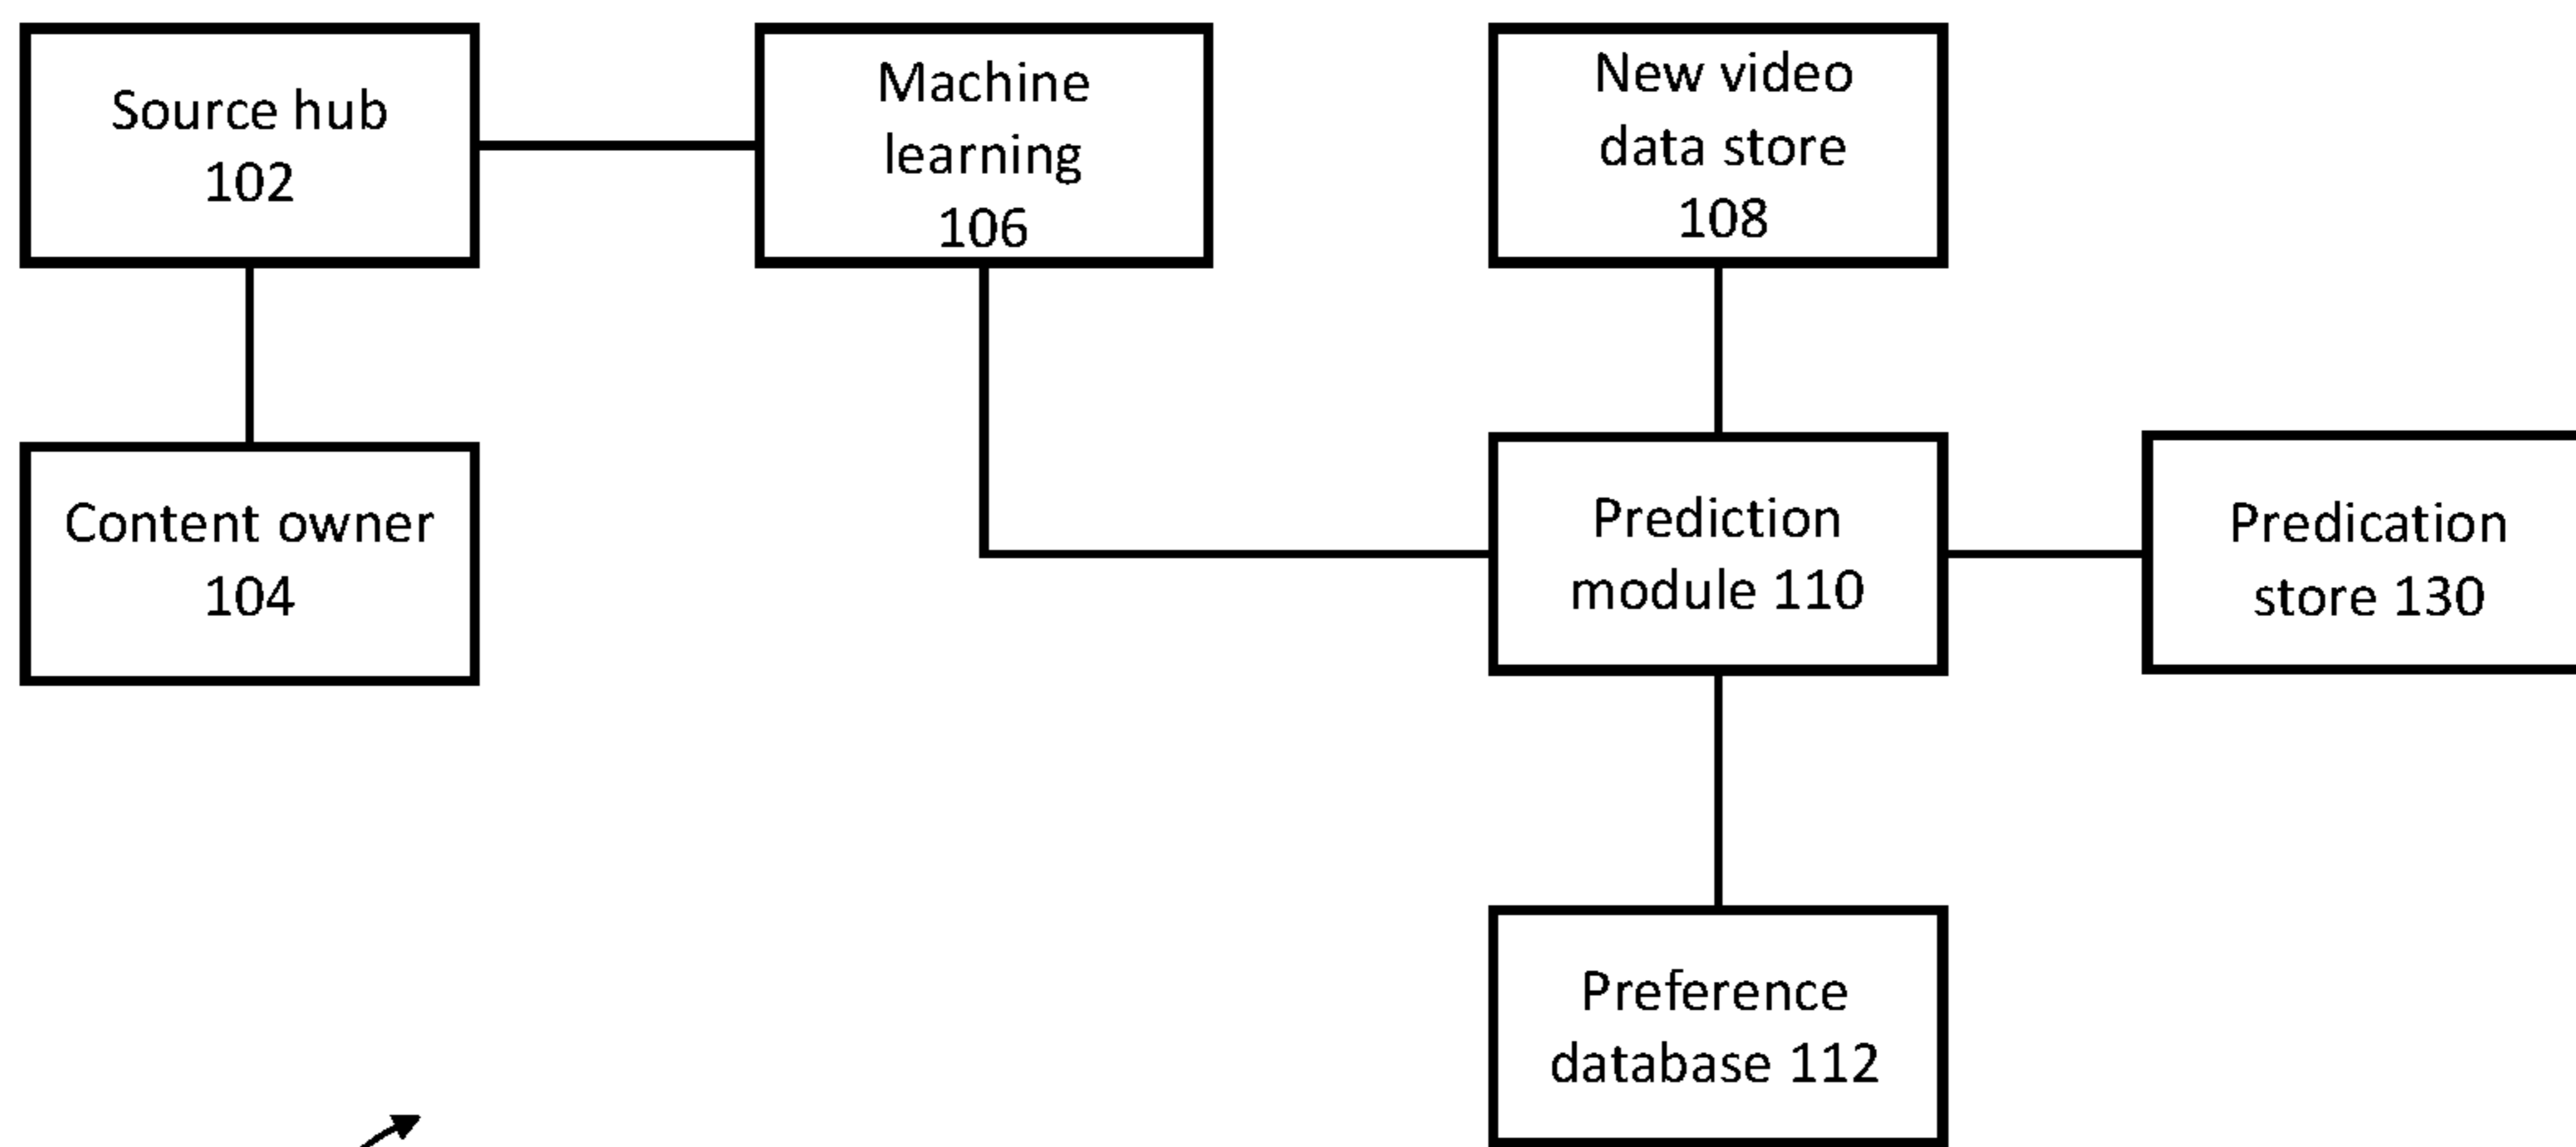 Source hub
102
Machine
learning
106
New video
data store
108
Content owner
104
Prediction
module 110
Predication
store 130
Preference
database 112